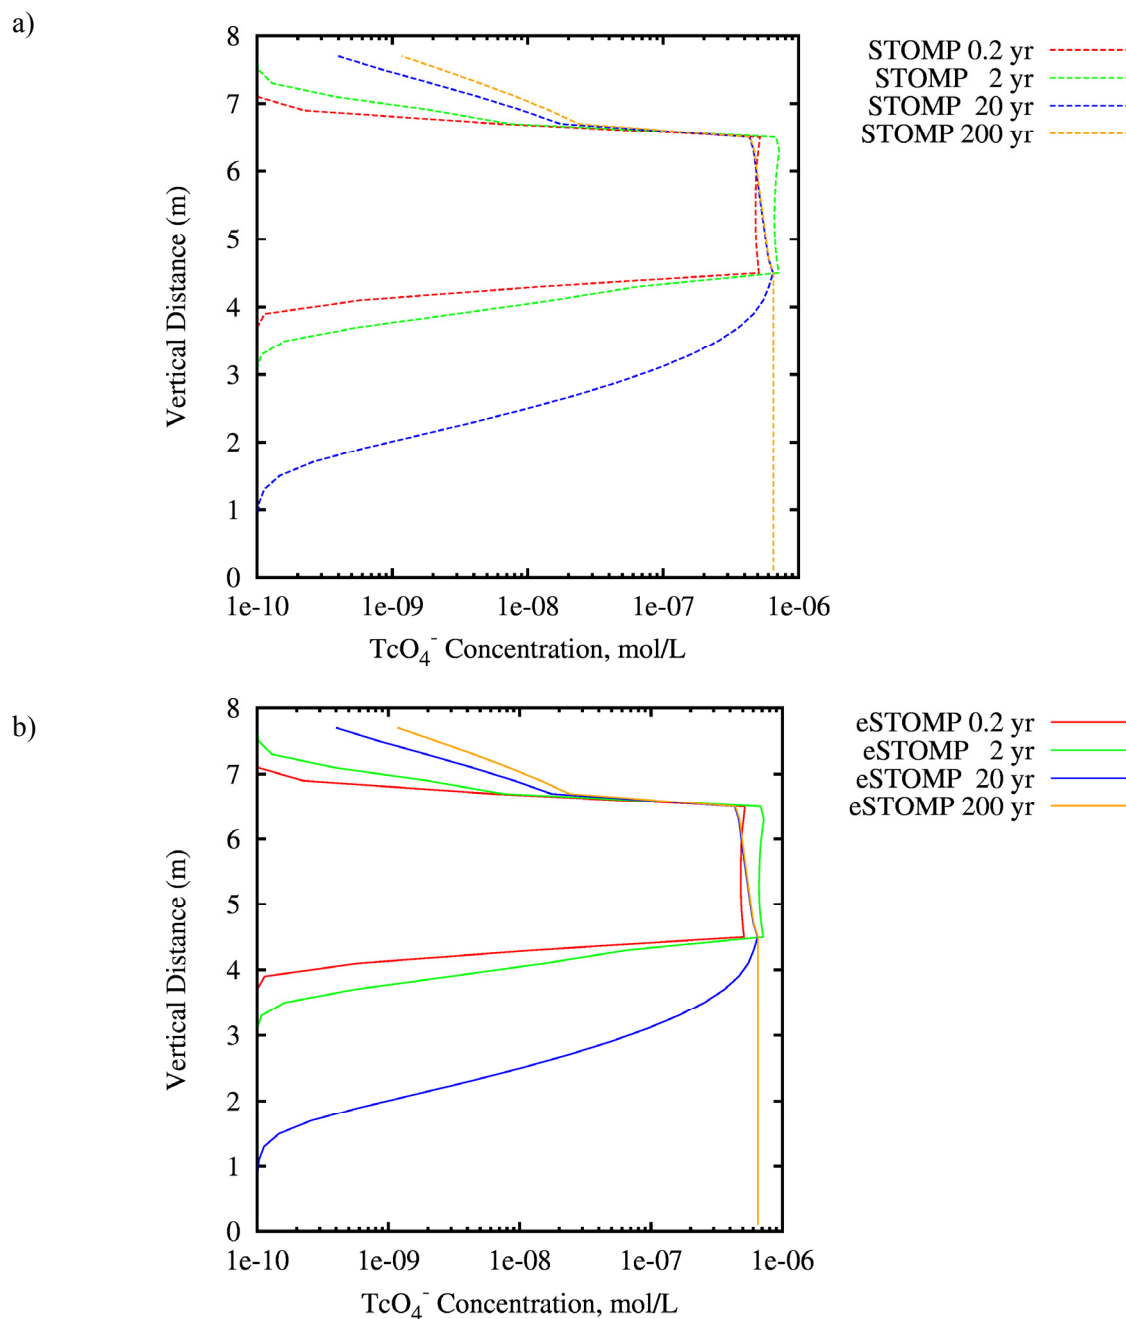 a)
8
7
6
5
4
3
2
1
0
Vertical Distance (m)
1e-10 1e-09 1e-08 1e-07 1e-06
TcO₄⁻ Concentration, mol/L
STOMP 0.2 yr
STOMP 2 yr
STOMP 20 yr
STOMP 200 yr
b)
8
7
6
5
4
3
2
1
0
Vertical Distance (m)
1e-10 1e-09 1e-08 1e-07 1e-06
TcO₄⁻ Concentration, mol/L
eSTOMP 0.2 yr
eSTOMP 2 yr
eSTOMP 20 yr
eSTOMP 200 yr